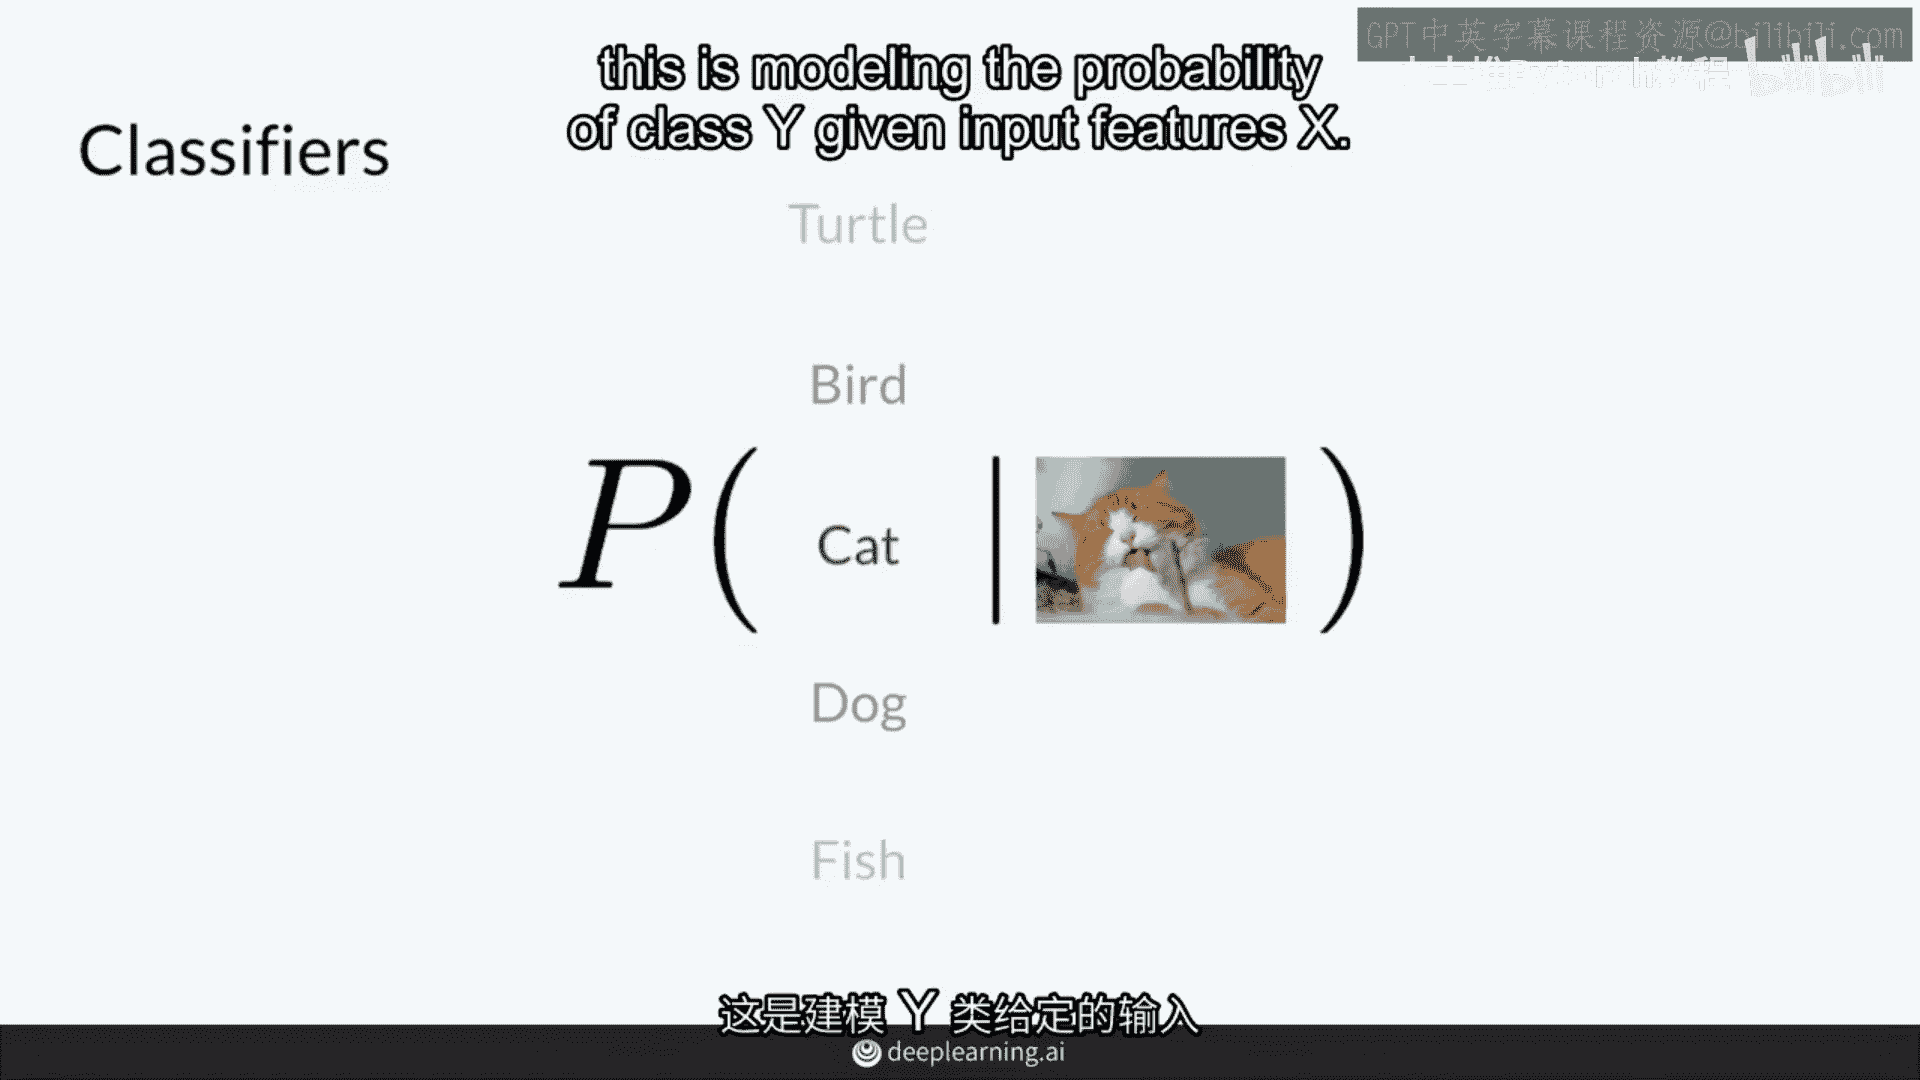 GPT中英字幕课程资源@bilibili.com
this is modeling the probability
of class Y given input features X.
Classifiers
Turtle
Bird
P( Cat | )
Dog
Fish
这是建模 Y 类给定的输入
deeplearning.ai